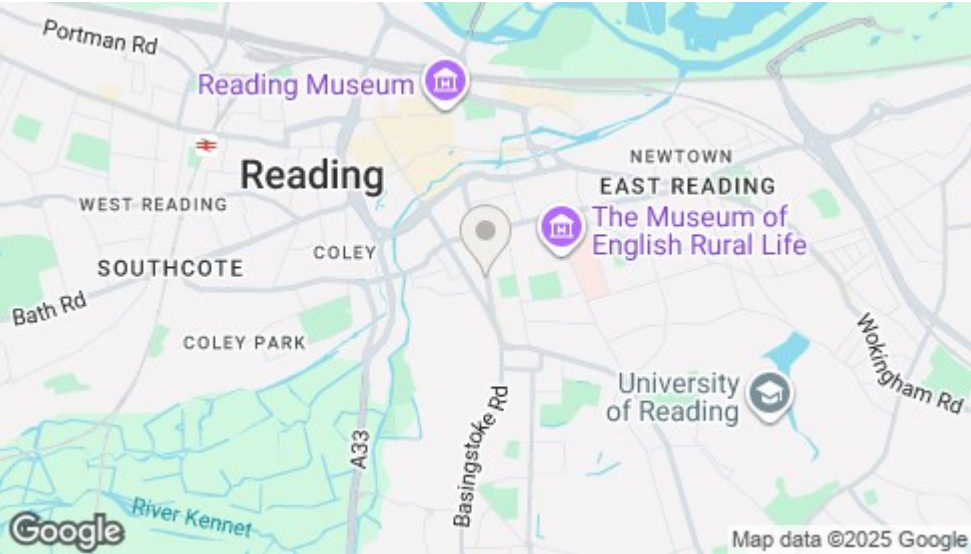 Portman Rd
Reading Museum
Reading
NEWTOWN
EAST READING
WEST READING
The Museum of
English Rural Life
COLEY
SOUTHCOTE
Bath Rd
COLEY PARK
Wokingham Rd
University
of Reading
Basingstoke Rd
A33
River Kennet
Google
Map data ©2025 Google